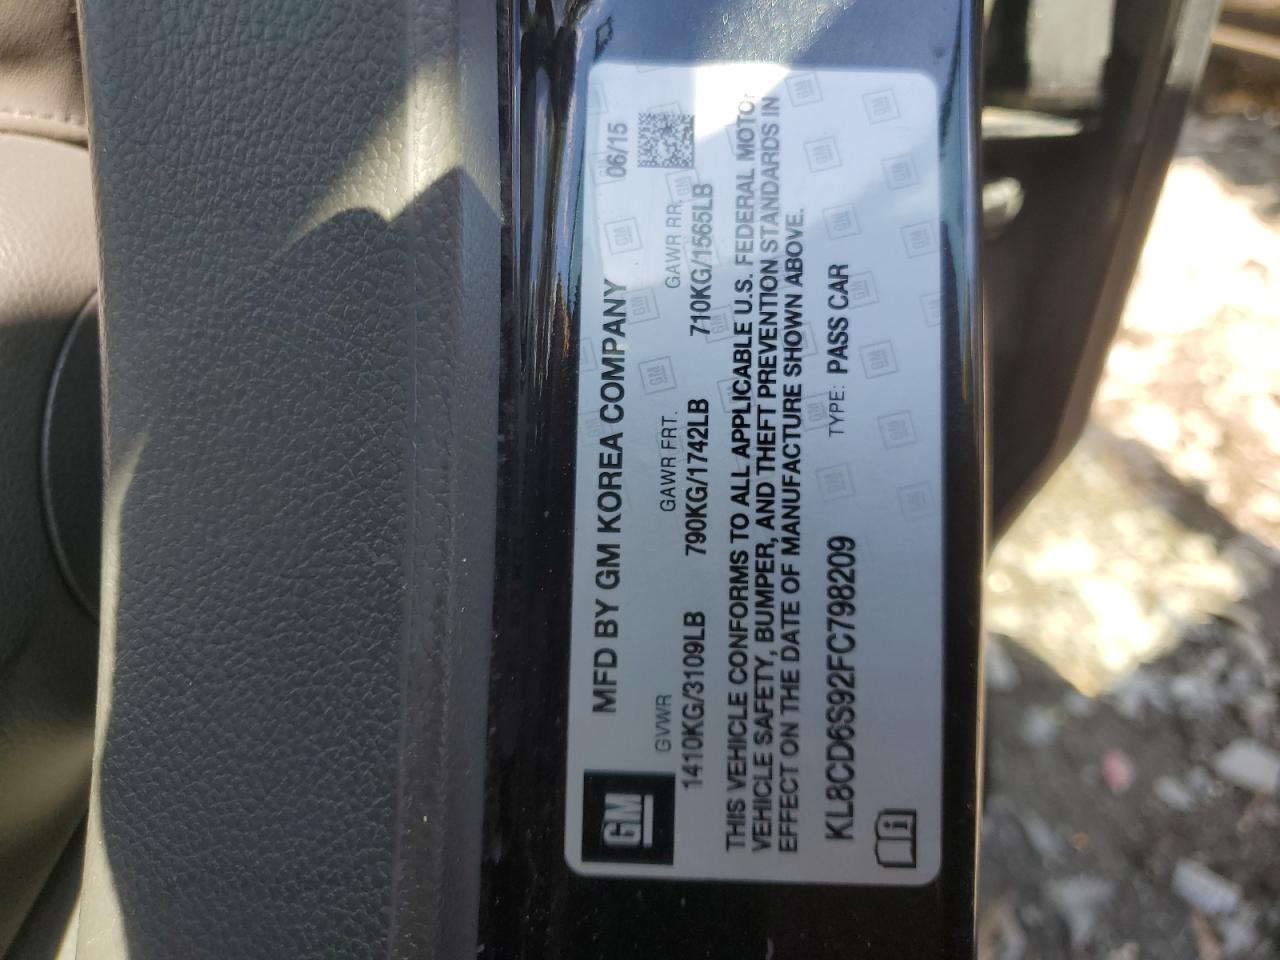 GM
MFD BY GM KOREA COMPANY 06/15
GVWR GAWR FRT. GAWR RR.
1410KG/3109LB 790KG/1742LB 710KG/1565LB
THIS VEHICLE CONFORMS TO ALL APPLICABLE U.S. FEDERAL MOTOR
VEHICLE SAFETY, BUMPER, AND THEFT PREVENTION STANDARDS IN
EFFECT ON THE DATE OF MANUFACTURE SHOWN ABOVE.
KL8CD6S92FC798209 TYPE: PASS CAR